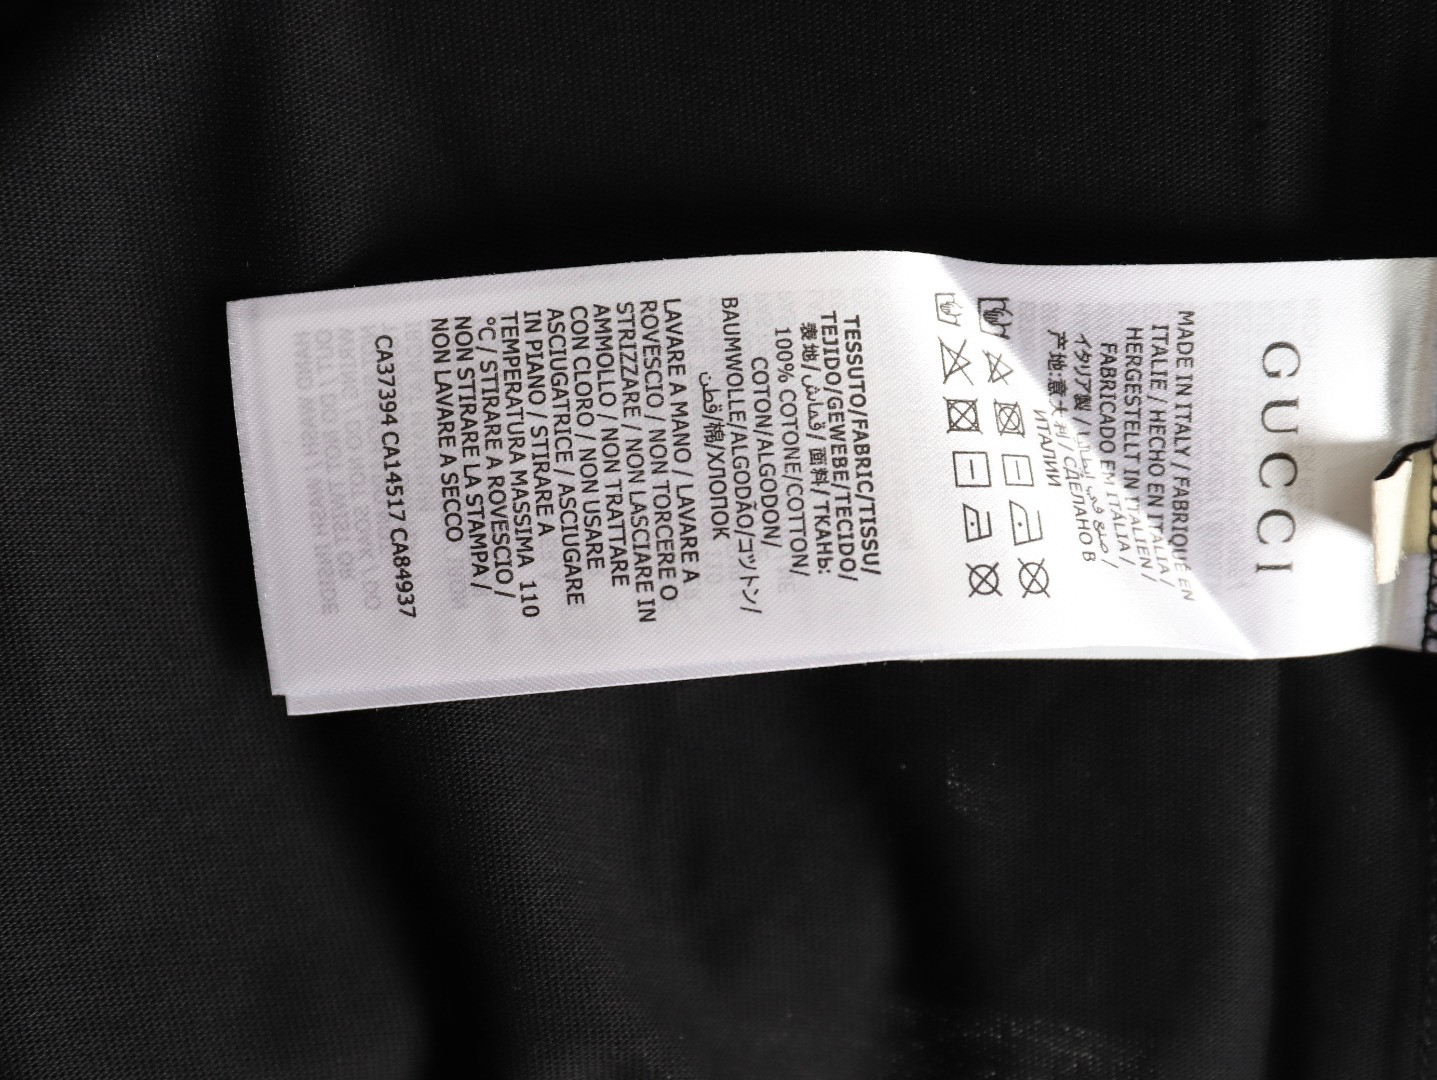 GUCCI
MADE IN ITALY / FABRIQUÉ EN
ITALIE / HECHO EN ITALIA /
HERGESTELLT IN ITALIEN /
FABRICADO EM ITÁLIA /
イタリア製 / صنع في إيطاليا /
产地:意大利 / СДЕЛАНО В
ИТАЛИИ
TESSUTO/FABRIC/TISSU/
TEJIDO/GEWEBE/TECIDO/
表地/قماش/ 面料/ ТКАНЬ:
100% COTONE/COTTON/
COTON/ALGODON/
BAUMWOLLE/ALGODÃO/コットン/
قطن/棉/ХЛОПОК
LAVARE A MANO / LAVARE A
ROVESCIO / NON TORCERE O
STRIZZARE / NON LASCIARE IN
AMMOLLO / NON TRATTARE
CON CLORO / NON USARE
ASCIUGATRICE / ASCIUGARE
IN PIANO / STIRARE A
TEMPERATURA MASSIMA 110
°C / STIRARE A ROVESCIO /
NON STIRARE LA STAMPA /
NON LAVARE A SECCO
CA37394 CA14517 CA84937